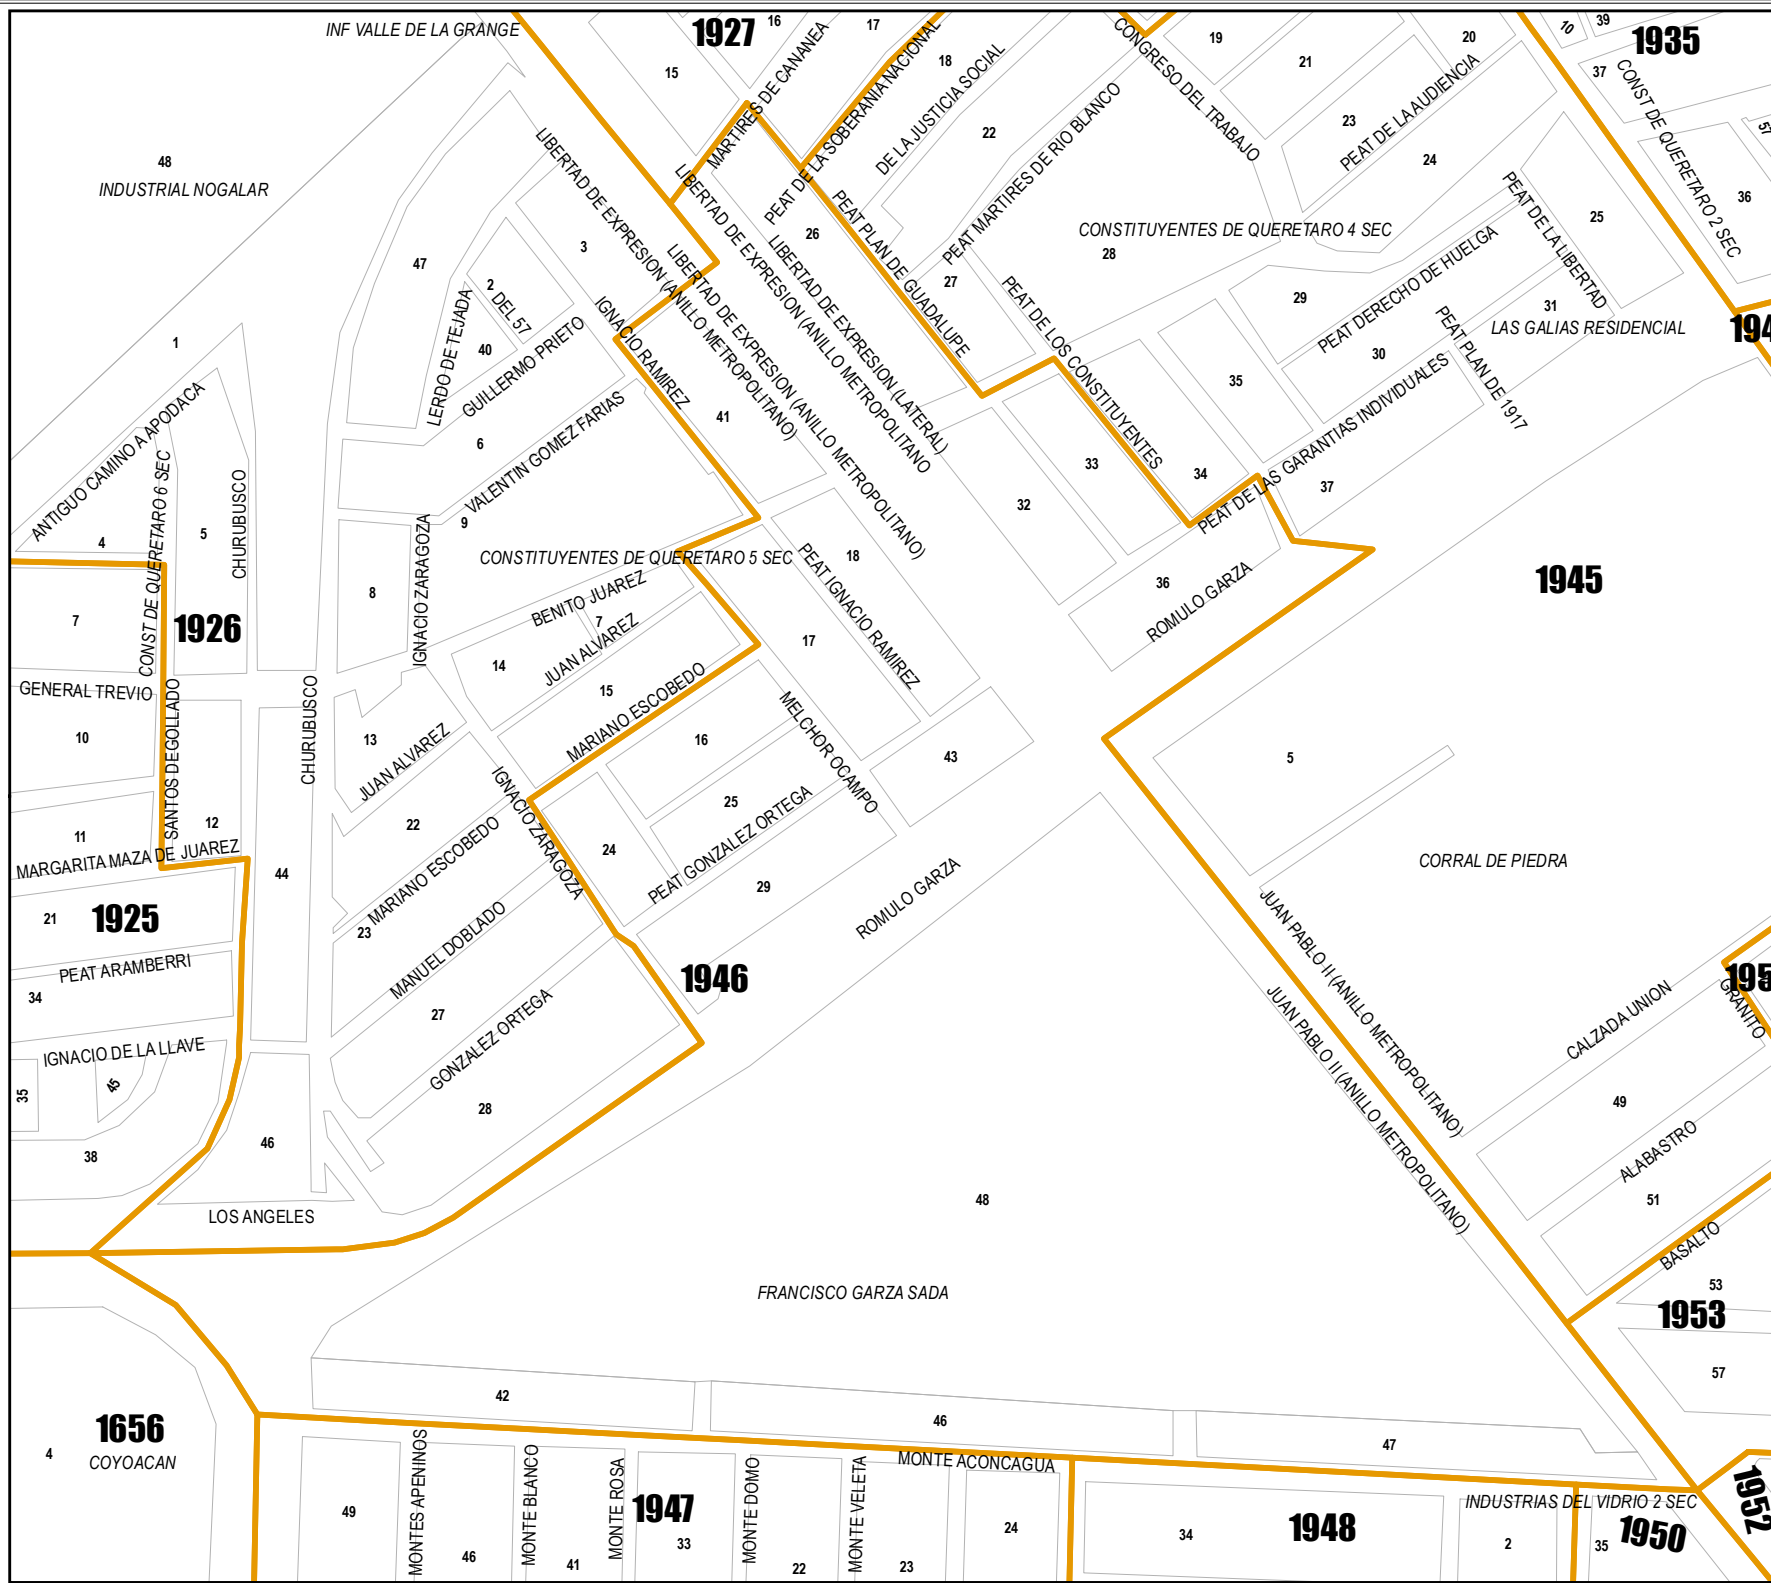 INF VALLE DE LA GRANGE
1927
16
17
18
15
MARTIRES DE CANANEA
PEAT DE LA SOBERANIA NACIONAL
DE LA JUSTICIA SOCIAL
22
PEAT MARTIRES DE RIO BLANCO
CONGRESO DEL TRABAJO
19
21
20
23
PEAT DE LA AUDIENCIA
24
10
39
1935
37
CONST DE QUERETARO 2 SEC
57
36
25
48
INDUSTRIAL NOGALAR
47
3
LIBERTAD DE EXPRESION (ANILLO METROPOLITANO)
LIBERTAD DE EXPRESION (ANILLO METROPOLITANO
LIBERTAD DE EXPRESION (LATERAL)
LIBERTAD DE EXPRESION (ANILLO METROPOLITANO)
26
PEAT PLAN DE GUADALUPE
27
CONSTITUYENTES DE QUERETARO 4 SEC
28
PEAT DE LOS CONSTITUYENTES
29
PEAT DERECHO DE HUELGA
PEAT DE LA LIBERTAD
31
LAS GALIAS RESIDENCIAL
194
30
PEAT PLAN DE 1917
PEAT DE LAS GARANTIAS INDIVIDUALES
35
34
33
32
37
36
ROMULO GARZA
1945
1
2
DEL 57
40
LERDO DE TEJADA
GUILLERMO PRIETO
IGNACIO RAMIREZ
41
6
VALENTIN GOMEZ FARIAS
9
ANTIGUO CAMINO A APODACA
4
CONST DE QUERETARO 6 SEC
5
CHURUBUSCO
8
IGNACIO ZARAGOZA
CONSTITUYENTES DE QUERETARO 5 SEC
18
PEAT IGNACIO RAMIREZ
BENITO JUAREZ
7
JUAN ALVAREZ
14
15
17
7
1926
GENERAL TREVIO
10
SANTOS DEGOLLADO
CHURUBUSCO
13
JUAN ALVAREZ
MARIANO ESCOBEDO
16
MELCHOR OCAMPO
43
25
PEAT GONZALEZ ORTEGA
5
11
12
MARGARITA MAZA DE JUAREZ
22
MARIANO ESCOBEDO
IGNACIO ZARAGOZA
24
29
ROMULO GARZA
CORRAL DE PIEDRA
44
21
1925
23
MANUEL DOBLADO
PEAT ARAMBERRI
34
1946
JUAN PABLO II (ANILLO METROPOLITANO)
JUAN PABLO II (ANILLO METROPOLITANO)
195
GRANITO
CALZADA UNION
27
GONZALEZ ORTEGA
IGNACIO DE LA LLAVE
35
45
28
49
ALABASTRO
38
46
48
51
LOS ANGELES
BASALTO
53
FRANCISCO GARZA SADA
1953
57
42
46
47
1656
4
COYOACAN
MONTE ACONCAGUA
INDUSTRIAS DEL VIDRIO 2 SEC
1952
49
MONTES APENINOS
46
MONTE BLANCO
41
MONTE ROSA
1947
33
MONTE DOMO
22
MONTE VELETA
23
24
34
1948
2
35
1950